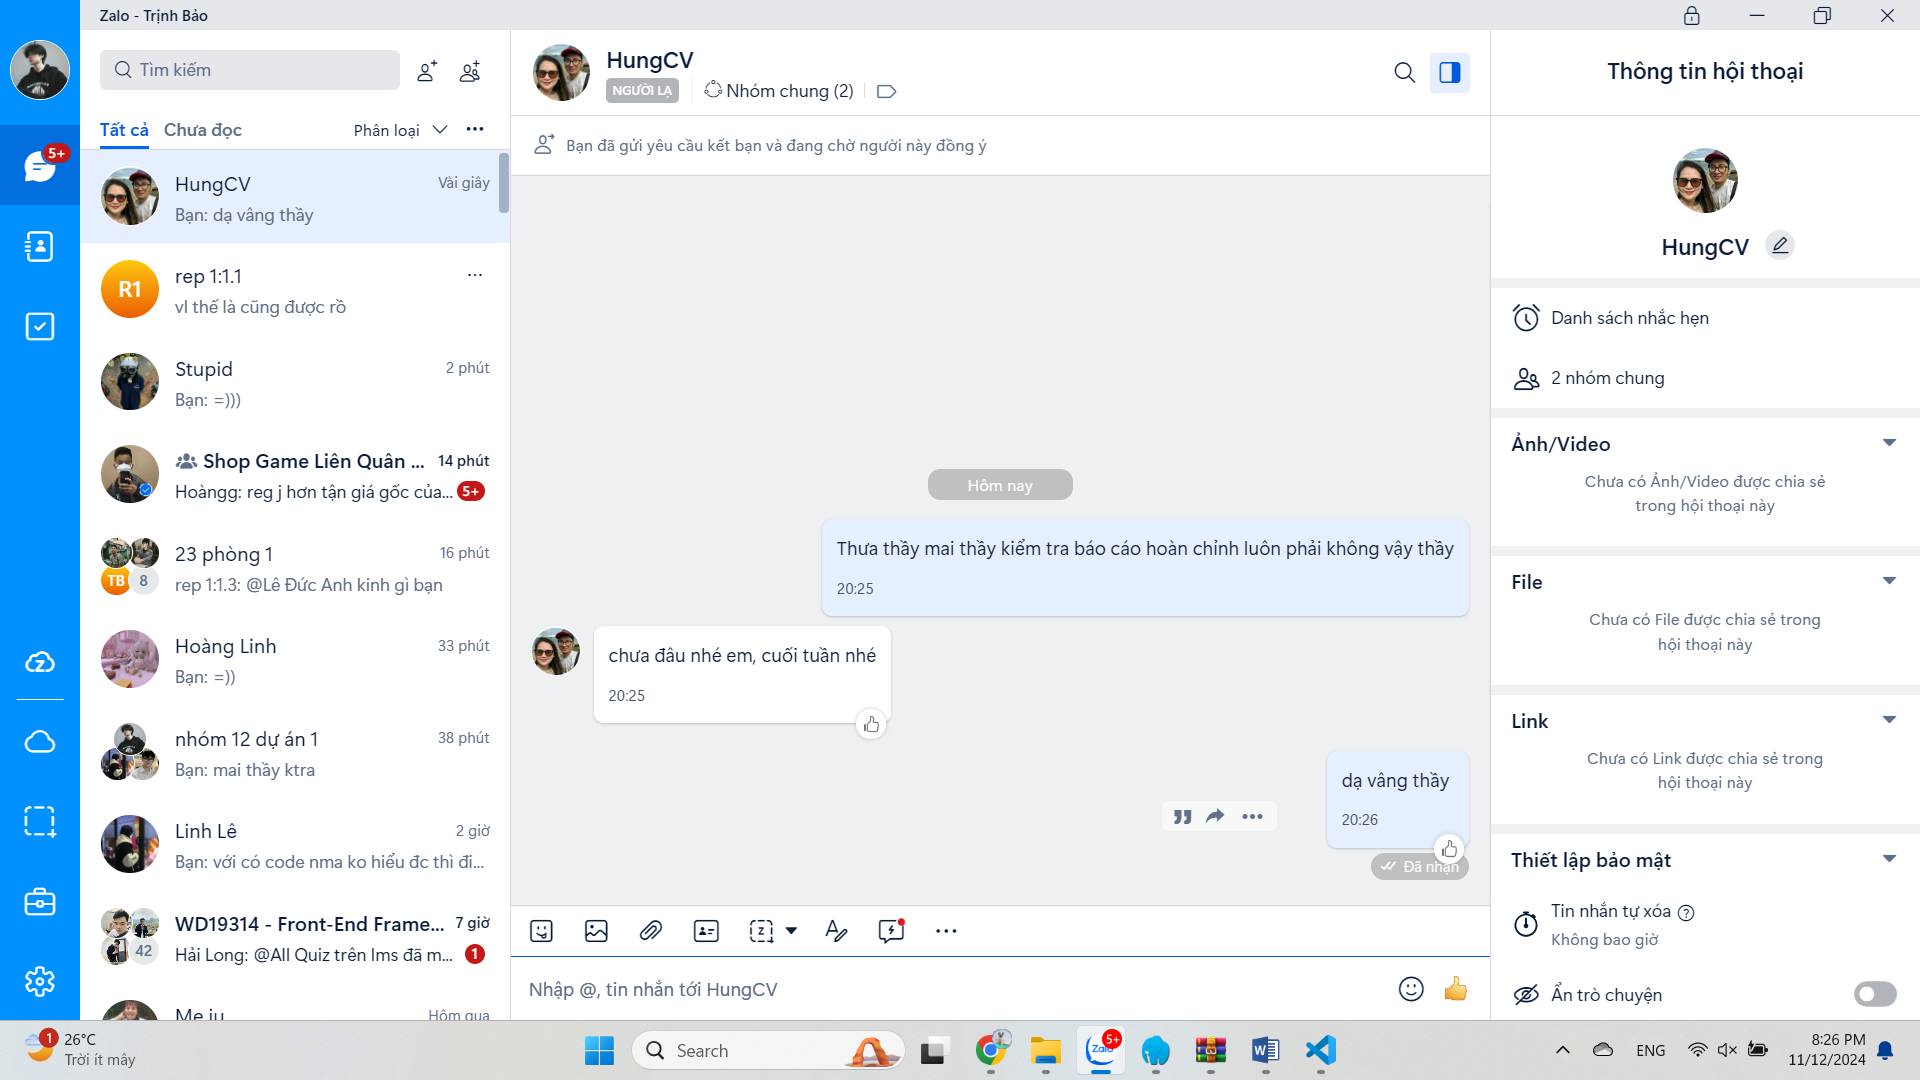 Zalo - Trịnh Bảo
Tìm kiếm
Tất cả Chưa đọc Phân loại
5+
HungCV Vài giây
Bạn: dạ vâng thầy
R1
rep 1:1.1
vl thế là cũng được rồ
Stupid 2 phút
Bạn: =)))
Shop Game Liên Quân ... 14 phút
Hoàngg: reg j hơn tận giá gốc của... 5+
23 phòng 1 16 phút
TB 8
rep 1:1.3: @Lê Đức Anh kinh gì bạn
Hoàng Linh 33 phút
Bạn: =))
nhóm 12 dự án 1 38 phút
Bạn: mai thầy ktra
Linh Lê 2 giờ
Bạn: với có code nma ko hiểu đc thì đi...
WD19314 - Front-End Frame... 7 giờ
42
Hải Long: @All Quiz trên lms đã m... 1
Me iu Hôm qua
HungCV
NGƯỜI LẠ Nhóm chung (2)
Bạn đã gửi yêu cầu kết bạn và đang chờ người này đồng ý
Hôm nay
Thưa thầy mai thầy kiểm tra báo cáo hoàn chỉnh luôn phải không vậy thầy
20:25
chưa đâu nhé em, cuối tuần nhé
20:25
dạ vâng thầy
20:26
Đã nhận
Nhập @, tin nhắn tới HungCV
Thông tin hội thoại
HungCV
Danh sách nhắc hẹn
2 nhóm chung
Ảnh/Video
Chưa có Ảnh/Video được chia sẻ
trong hội thoại này
File
Chưa có File được chia sẻ trong
hội thoại này
Link
Chưa có Link được chia sẻ trong
hội thoại này
Thiết lập bảo mật
Tin nhắn tự xóa
Không bao giờ
Ẩn trò chuyện
1
26°C
Trời ít mây
Search
Zalo
5+
ENG
8:26 PM
11/12/2024